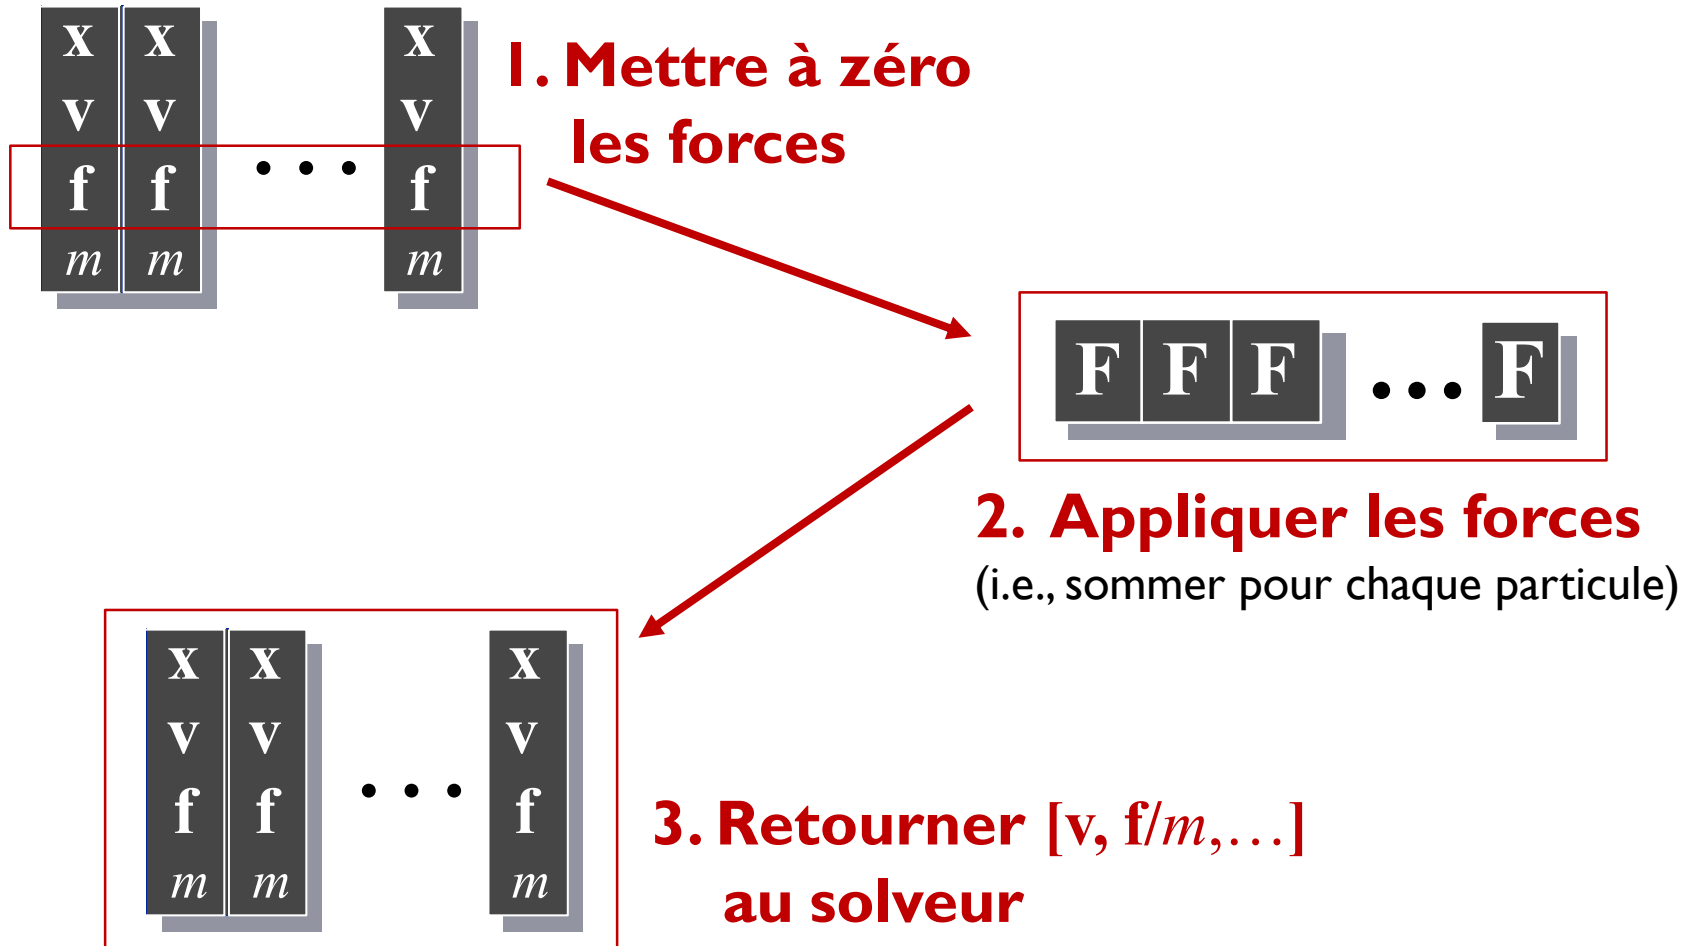 x x x
v v v
f f • • • f
m m m
1. Mettre à zéro
les forces
F F F • • • F
2. Appliquer les forces
(i.e., sommer pour chaque particule)
x x x
v v v
f f • • • f
m m m
3. Retourner [v, f/m,…]
au solveur